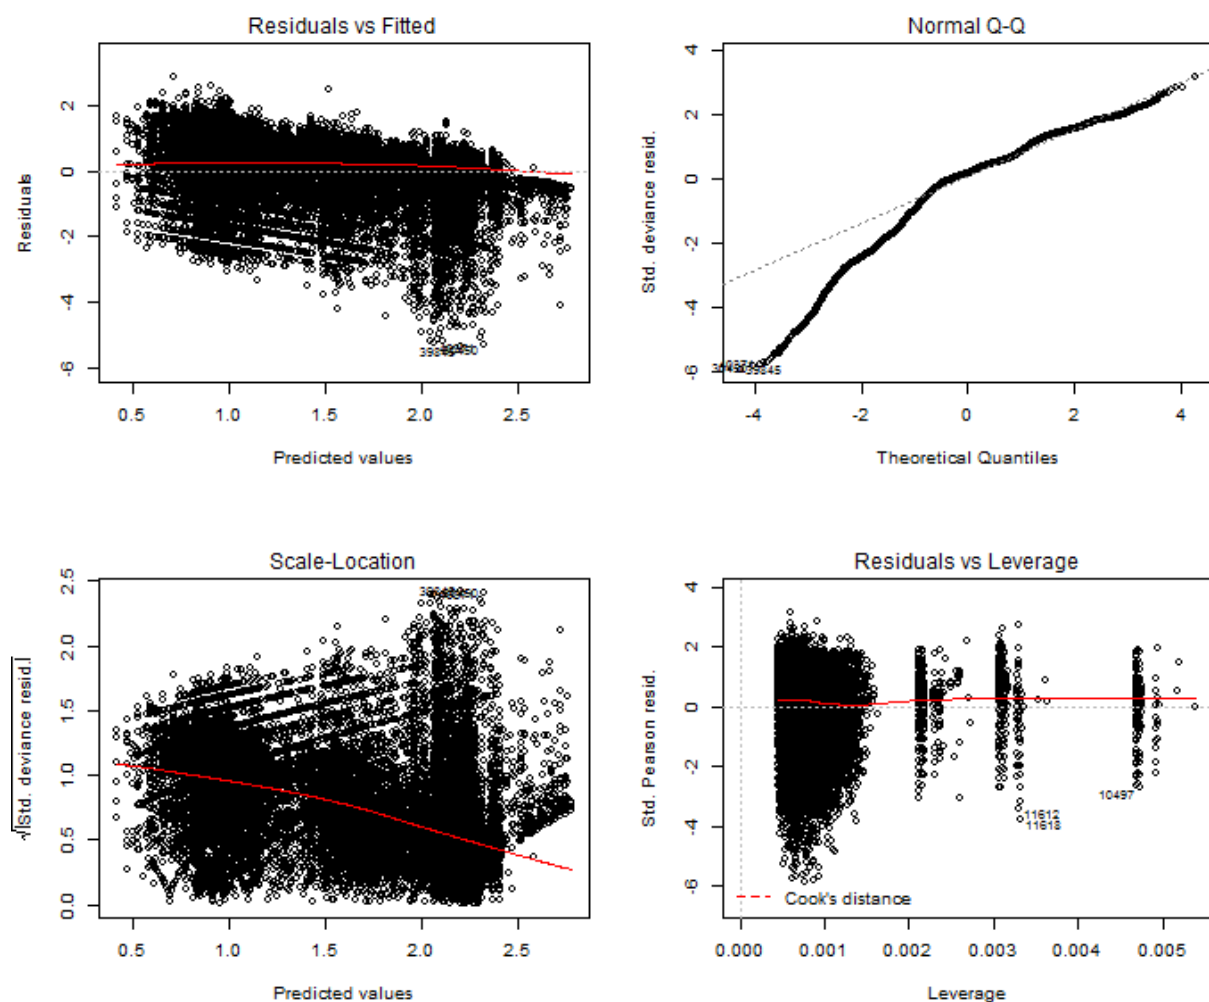 Residuals vs Fitted
Residuals
2
0
-2
-4
-6
0.5 1.0 1.5 2.0 2.5
Predicted values
Normal Q-Q
Std. deviance resid.
4
2
0
-2
-4
-6
39845
-4 -2 0 2 4
Theoretical Quantiles
Scale-Location
√|Std. deviance resid.|
2.5
2.0
1.5
1.0
0.5
0.0
0.5 1.0 1.5 2.0 2.5
Predicted values
Residuals vs Leverage
Std. Pearson resid.
4
2
0
-2
-4
-6
10497
11612
11618
Cook's distance
0.000 0.001 0.002 0.003 0.004 0.005
Leverage